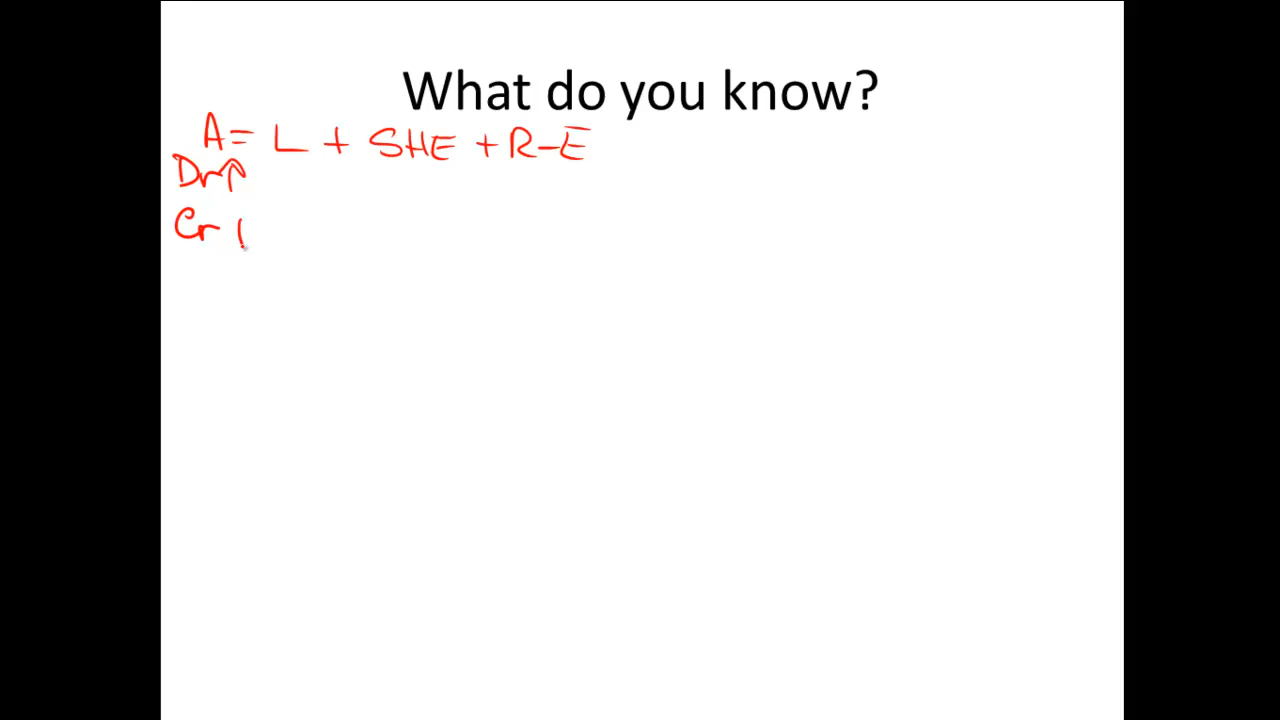 What do you know?
A = L + SHE + R - E
Dr ↑
Cr